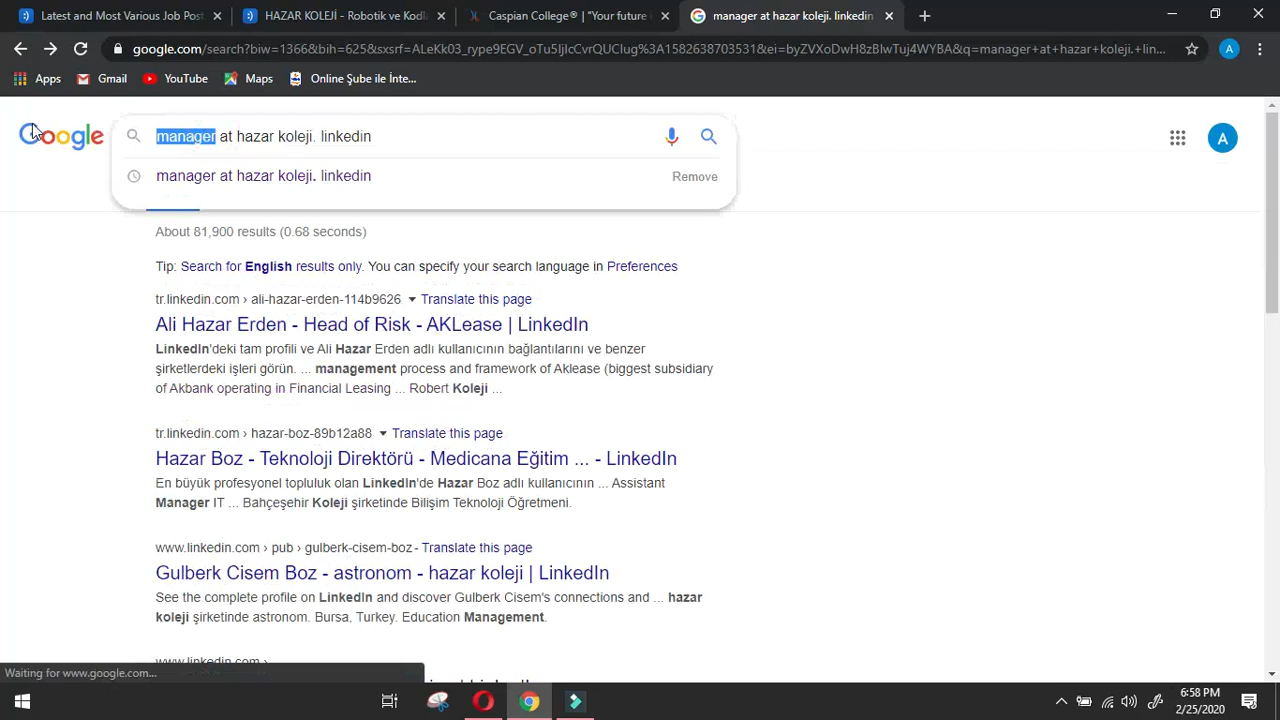 Latest and Most Various Job Post
HAZAR KOLEJİ - Robotik ve Kodla
Caspian College® | "Your future i
manager at hazar koleji. linkedin
google.com/search?biw=1366&bih=625&sxsrf=ALeKk03_rype9EGV_oTu5ljlcCvrQUCIug%3A1582638703531&ei=byZVXoDwH8zBlwTuj4WYBA&q=manager+at+hazar+koleji.+lin...
A
Apps
Gmail
YouTube
Maps
Online Şube ile İnte...
Google
manager at hazar koleji. linkedin
A
manager at hazar koleji. linkedin
Remove
About 81,900 results (0.68 seconds)
Tip: Search for English results only. You can specify your search language in Preferences
tr.linkedin.com › ali-hazar-erden-114b9626 Translate this page
Ali Hazar Erden - Head of Risk - AKLease | LinkedIn
LinkedIn'deki tam profili ve Ali Hazar Erden adlı kullanıcının bağlantılarını ve benzer
şirketlerdeki işleri görün. ... management process and framework of Aklease (biggest subsidiary
of Akbank operating in Financial Leasing ... Robert Koleji ...
tr.linkedin.com › hazar-boz-89b12a88 Translate this page
Hazar Boz - Teknoloji Direktörü - Medicana Eğitim ... - LinkedIn
En büyük profesyonel topluluk olan LinkedIn'de Hazar Boz adlı kullanıcının ... Assistant
Manager IT ... Bahçeşehir Koleji şirketinde Bilişim Teknoloji Öğretmeni.
www.linkedin.com › pub › gulberk-cisem-boz - Translate this page
Gulberk Cisem Boz - astronom - hazar koleji | LinkedIn
See the complete profile on LinkedIn and discover Gulberk Cisem's connections and ... hazar
koleji şirketinde astronom. Bursa, Turkey. Education Management.
www.linkedin.com ›
Waiting for www.google.com...
6:58 PM
2/25/2020